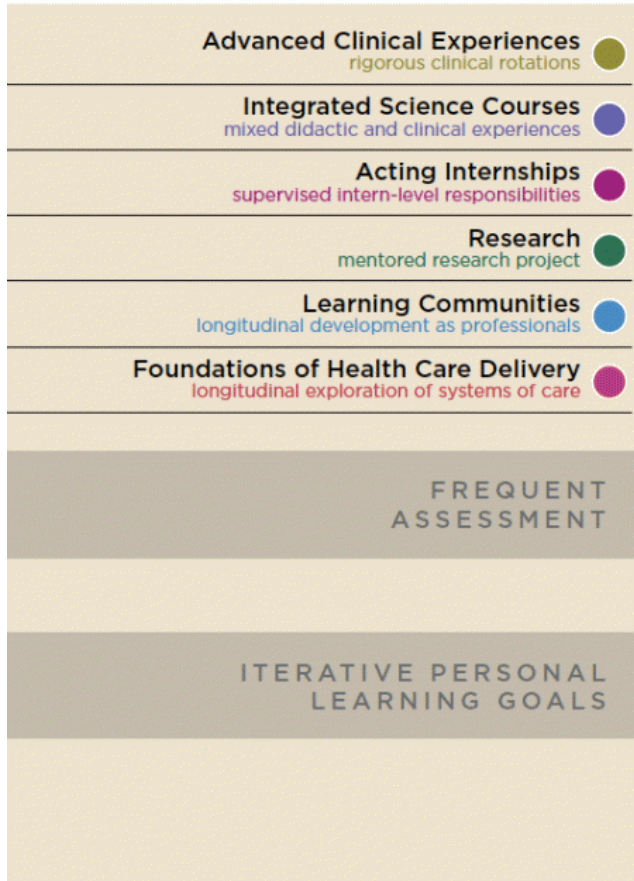 Advanced Clinical Experiences
rigorous clinical rotations
Integrated Science Courses
mixed didactic and clinical experiences
Acting Internships
supervised intern-level responsibilities
Research
mentored research project
Learning Communities
longitudinal development as professionals
Foundations of Health Care Delivery
longitudinal exploration of systems of care
FREQUENT
ASSESSMENT
ITERATIVE PERSONAL
LEARNING GOALS